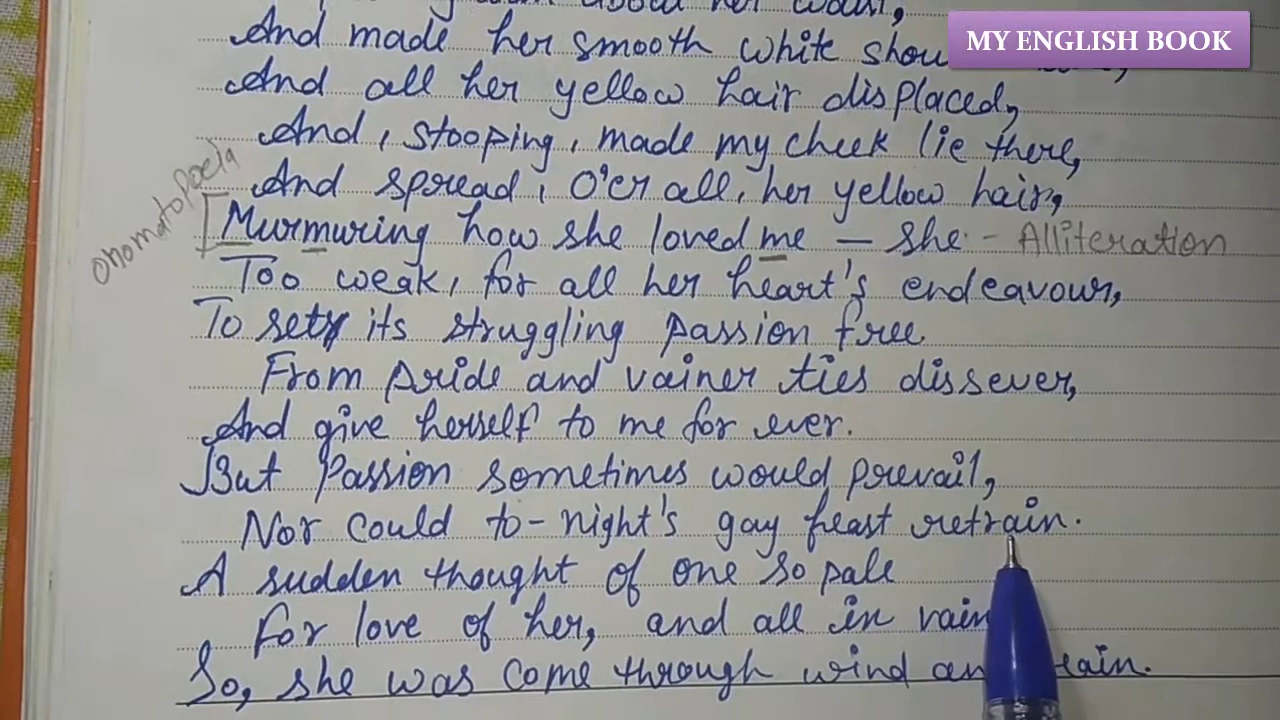 her
MY ENGLISH BOOK
And made her smooth white
And all her yellow hair displaced,
And, stooping, made my cheek lie there,
And spread, O'er all, her yellow hair,
Onomatopoeia
Murmuring how she loved me — she - Alliteration
Too weak, for all her heart's endeavour,
To set its struggling passion free
From pride and vainer ties dissever,
And give herself to me for ever.
But Passion sometimes would prevail,
Nor could to-night's gay feast retrain.
A sudden thought of one so pale
For love of her, and all in vain
So, she was come through wind and rain.